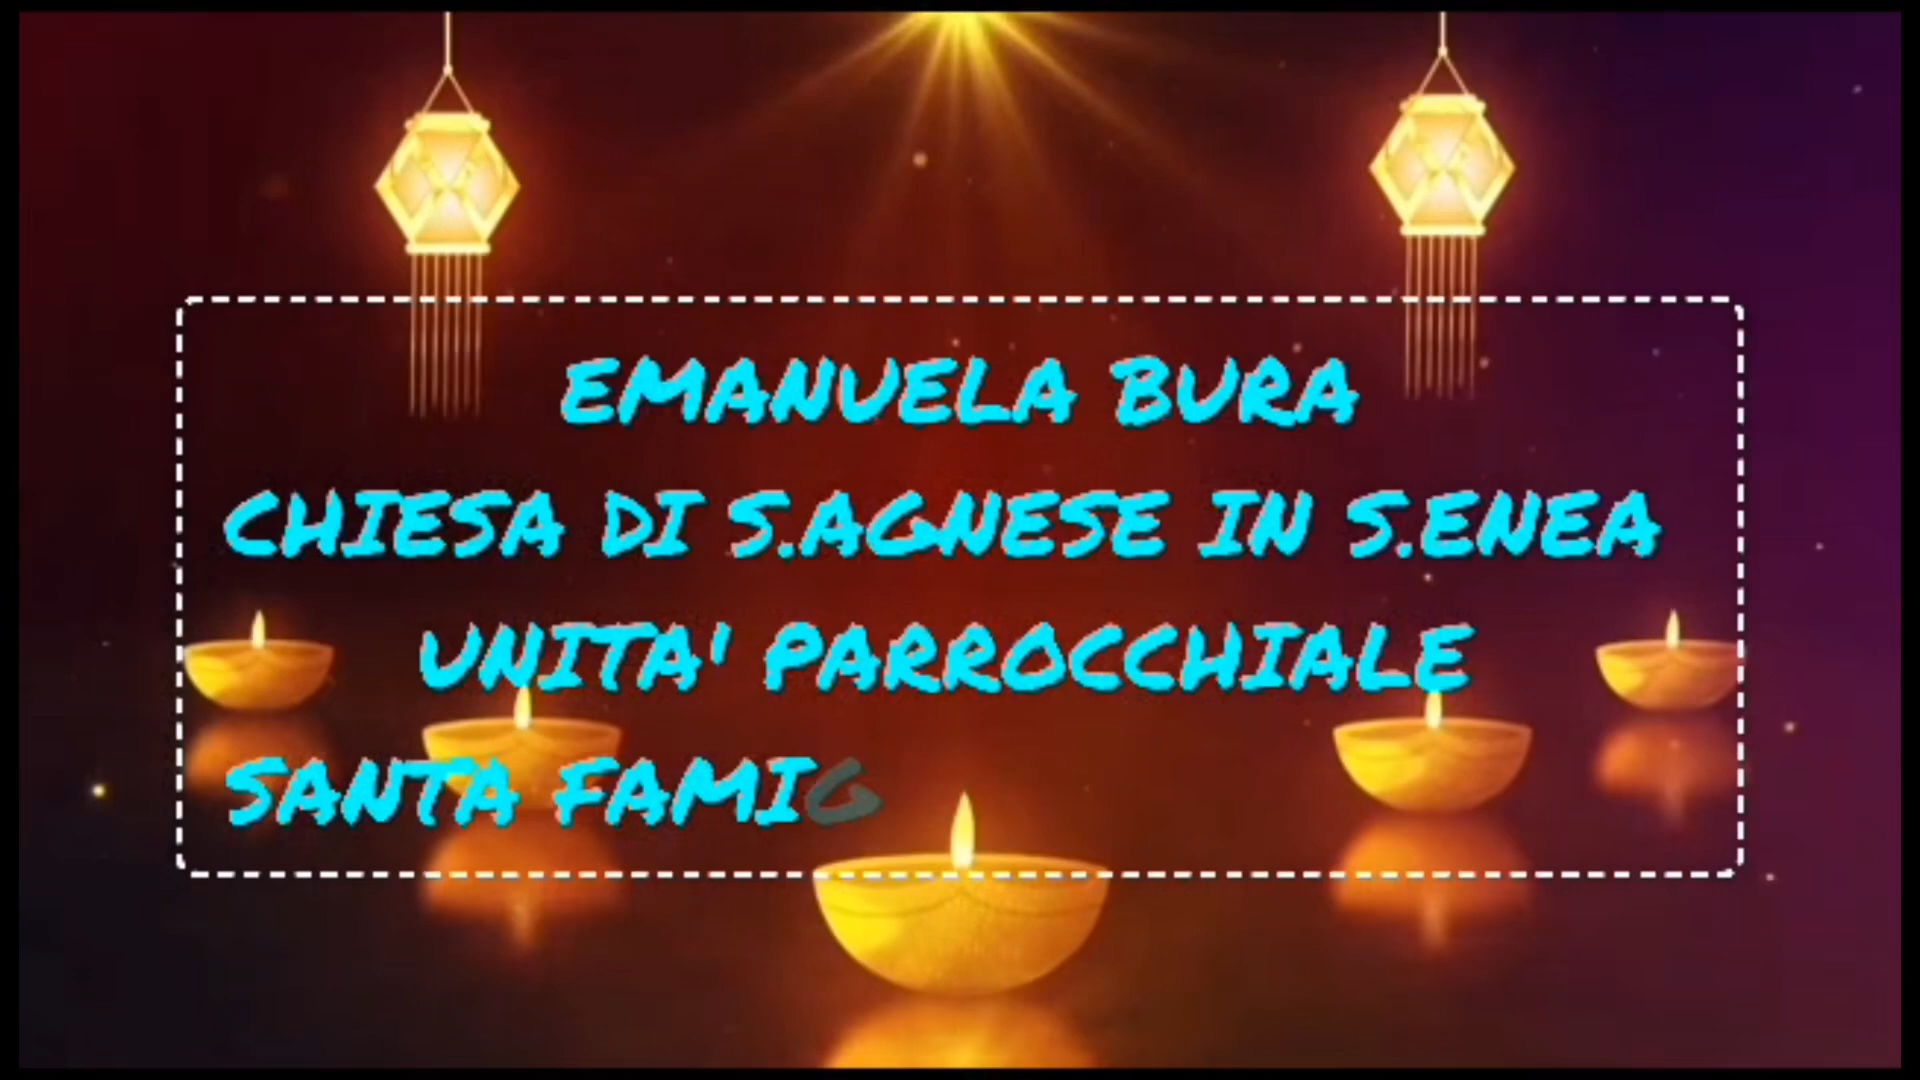 EMANUELA BURA
CHIESA DI S.AGNESE IN S.ENEA
UNITA' PARROCCHIALE
SANTA FAMIG